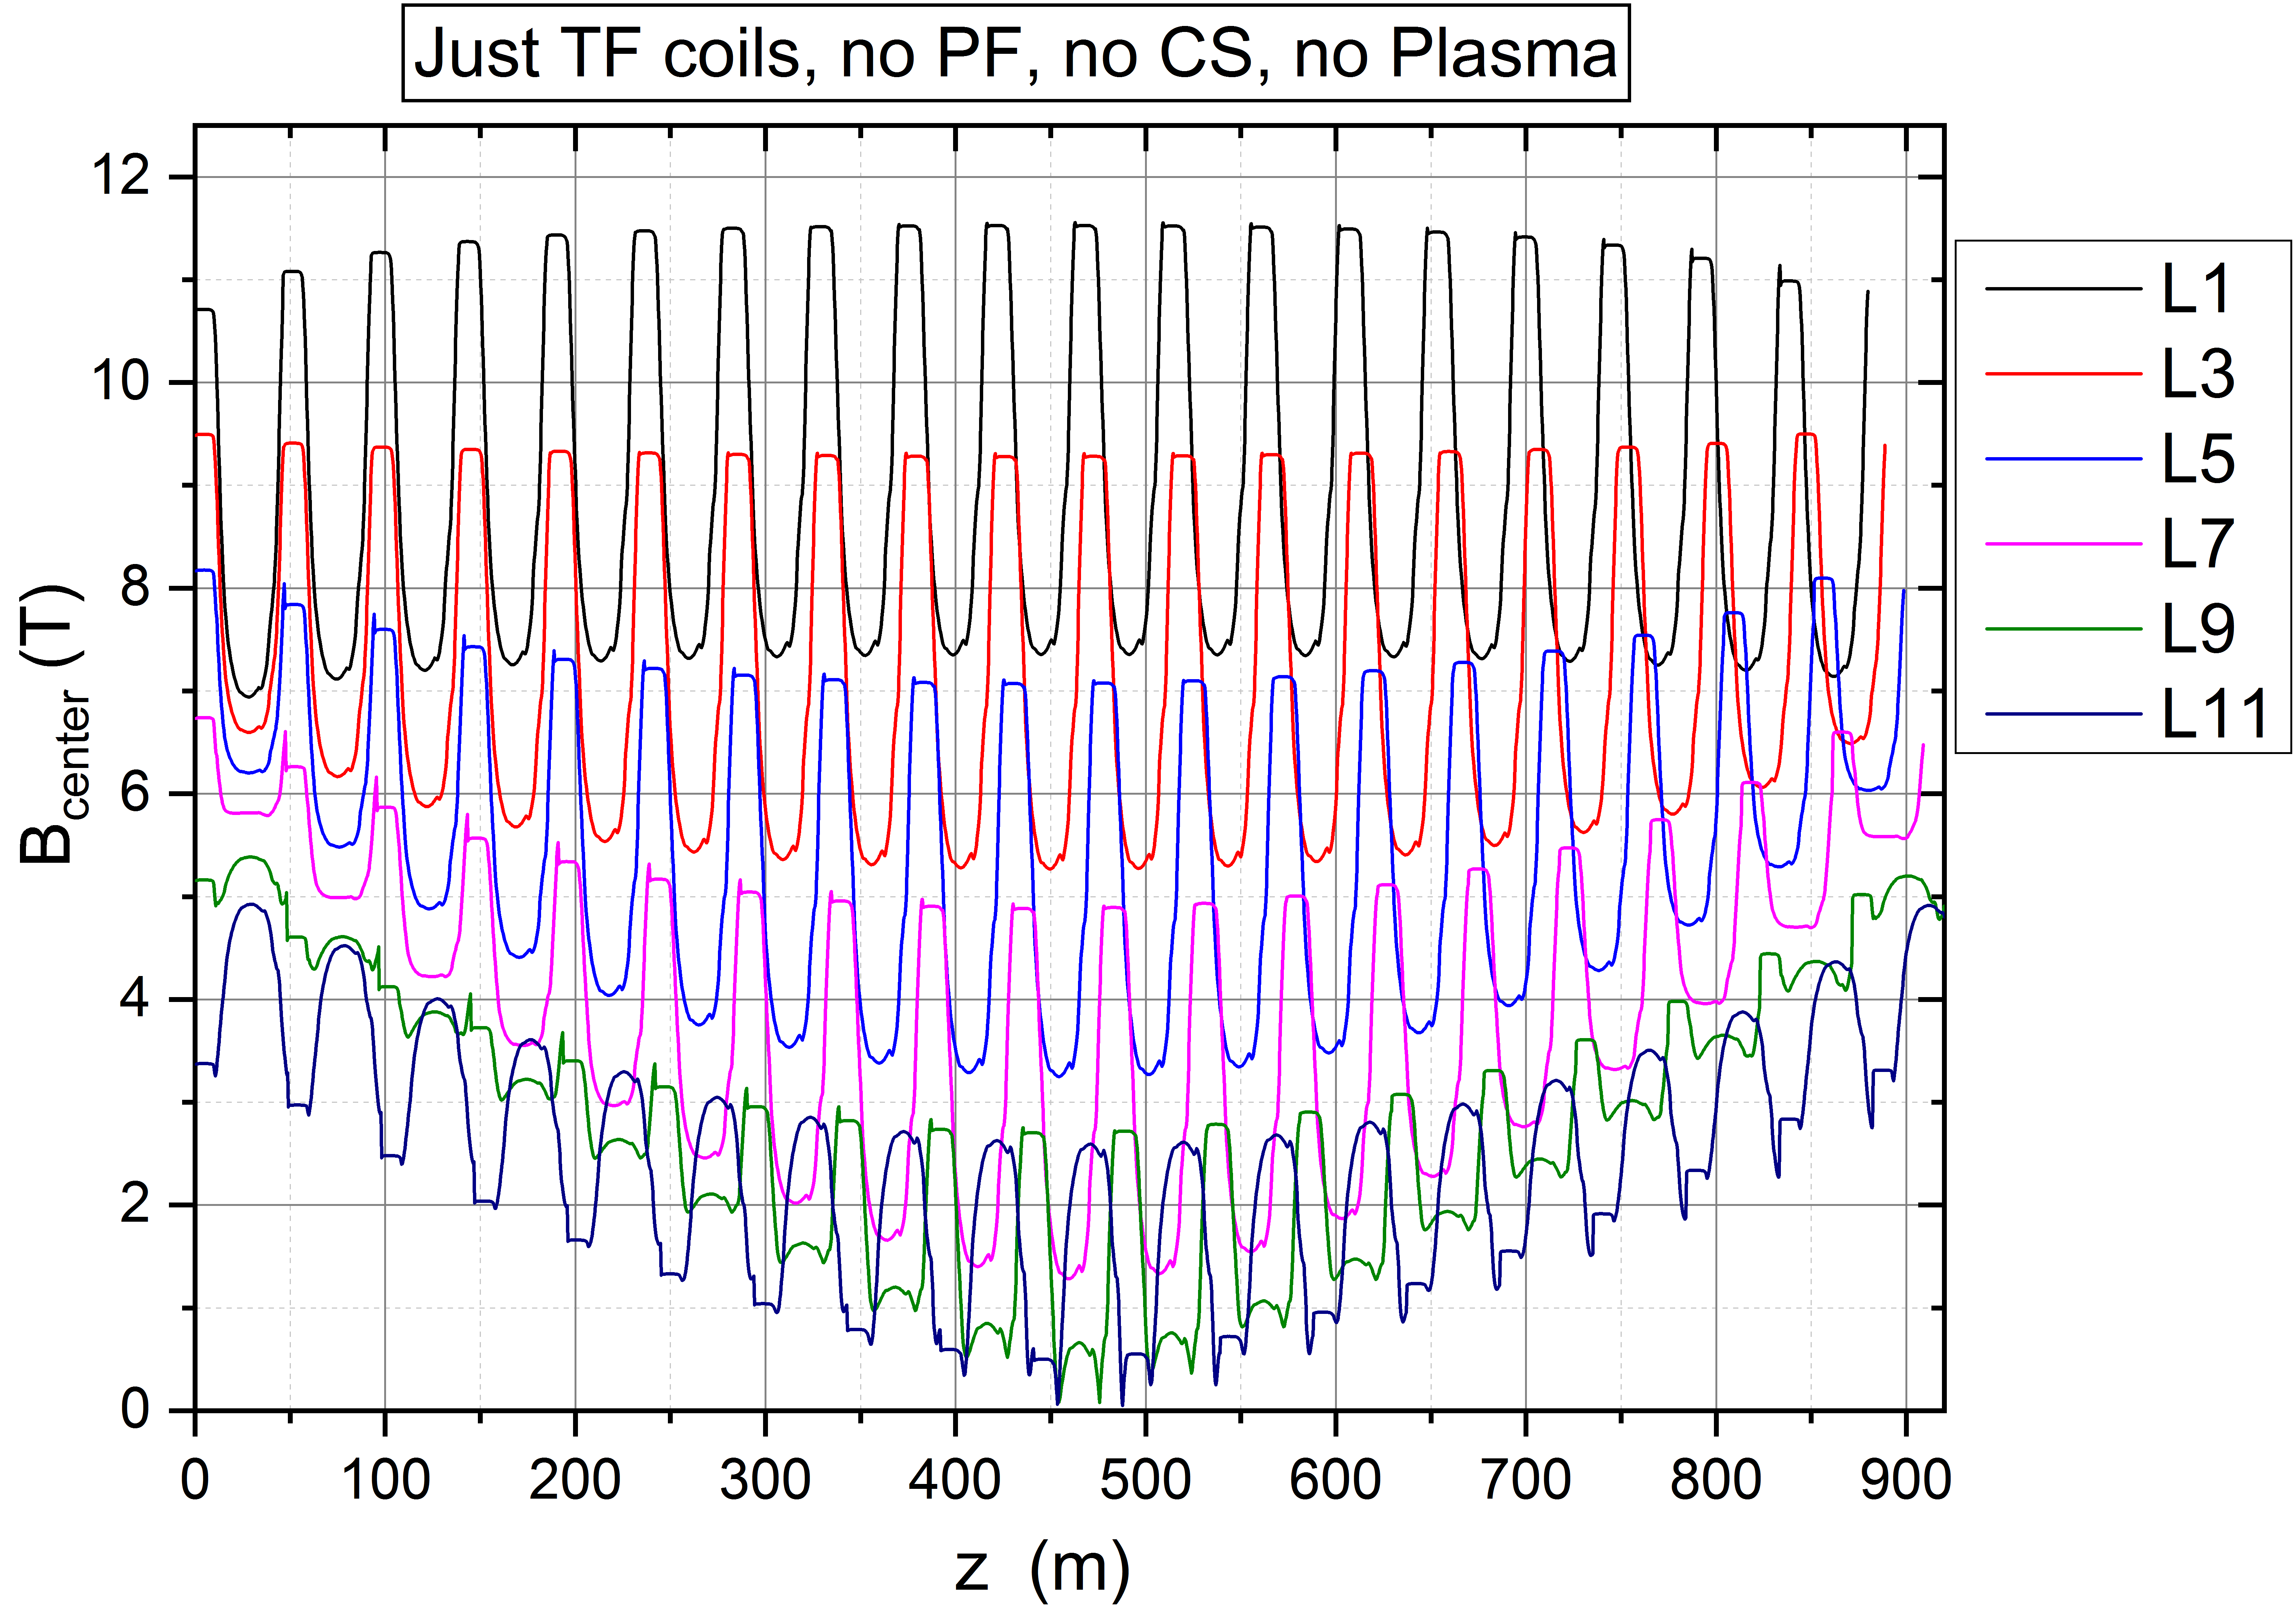 Just TF coils, no PF, no CS, no Plasma
12
10
8
6
4
2
0
B_center (T)
0 100 200 300 400 500 600 700 800 900
z (m)
L1
L3
L5
L7
L9
L11